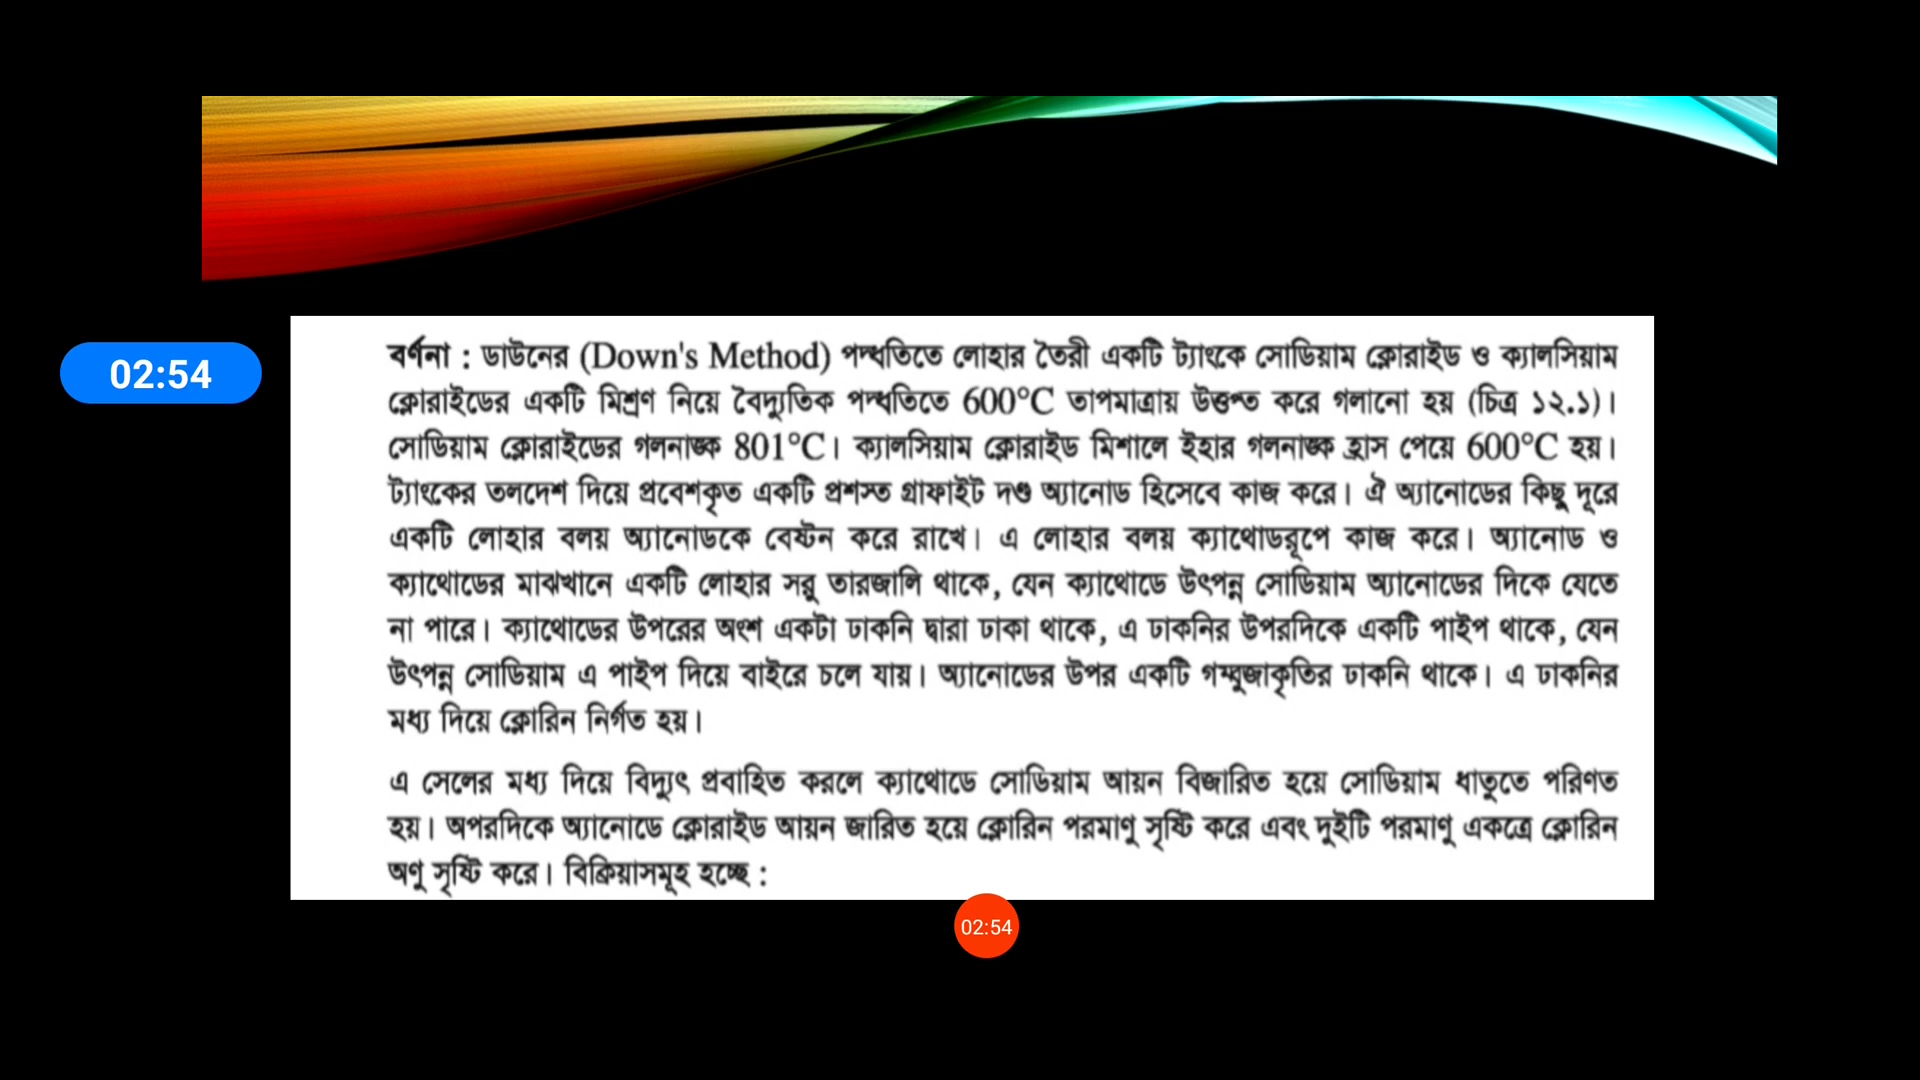 02:54
বর্ণনা : ডাউনের (Down's Method) পদ্ধতিতে লোহার তৈরী একটি ট্যাংকে সোডিয়াম ক্লোরাইড ও ক্যালসিয়াম
ক্লোরাইডের একটি মিশ্রণ নিয়ে বৈদ্যুতিক পদ্ধতিতে 600°C তাপমাত্রায় উত্তপ্ত করে গলানো হয় (চিত্র ১২.১)।
সোডিয়াম ক্লোরাইডের গলনাঙ্ক 801°C। ক্যালসিয়াম ক্লোরাইড মিশালে ইহার গলনাঙ্ক হ্রাস পেয়ে 600°C হয়।
ট্যাংকের তলদেশ দিয়ে প্রবেশকৃত একটি প্রশস্ত গ্রাফাইট দণ্ড অ্যানোড হিসেবে কাজ করে। ঐ অ্যানোডের কিছু দূরে
একটি লোহার বলয় অ্যানোডকে বেষ্টন করে রাখে। এ লোহার বলয় ক্যাথোডরূপে কাজ করে। অ্যানোড ও
ক্যাথোডের মাঝখানে একটি লোহার সরু তারজালি থাকে, যেন ক্যাথোডে উৎপন্ন সোডিয়াম অ্যানোডের দিকে যেতে
না পারে। ক্যাথোডের উপরের অংশ একটা ঢাকনি দ্বারা ঢাকা থাকে, এ ঢাকনির উপরদিকে একটি পাইপ থাকে, যেন
উৎপন্ন সোডিয়াম এ পাইপ দিয়ে বাইরে চলে যায়। অ্যানোডের উপর একটি গম্বুজাকৃতির ঢাকনি থাকে। এ ঢাকনির
মধ্য দিয়ে ক্লোরিন নির্গত হয়।
এ সেলের মধ্য দিয়ে বিদ্যুৎ প্রবাহিত করলে ক্যাথোডে সোডিয়াম আয়ন বিজারিত হয়ে সোডিয়াম ধাতুতে পরিণত
হয়। অপরদিকে অ্যানোডে ক্লোরাইড আয়ন জারিত হয়ে ক্লোরিন পরমাণু সৃষ্টি করে এবং দুইটি পরমাণু একত্রে ক্লোরিন
অণু সৃষ্টি করে। বিক্রিয়াসমূহ হচ্ছে :
02:54